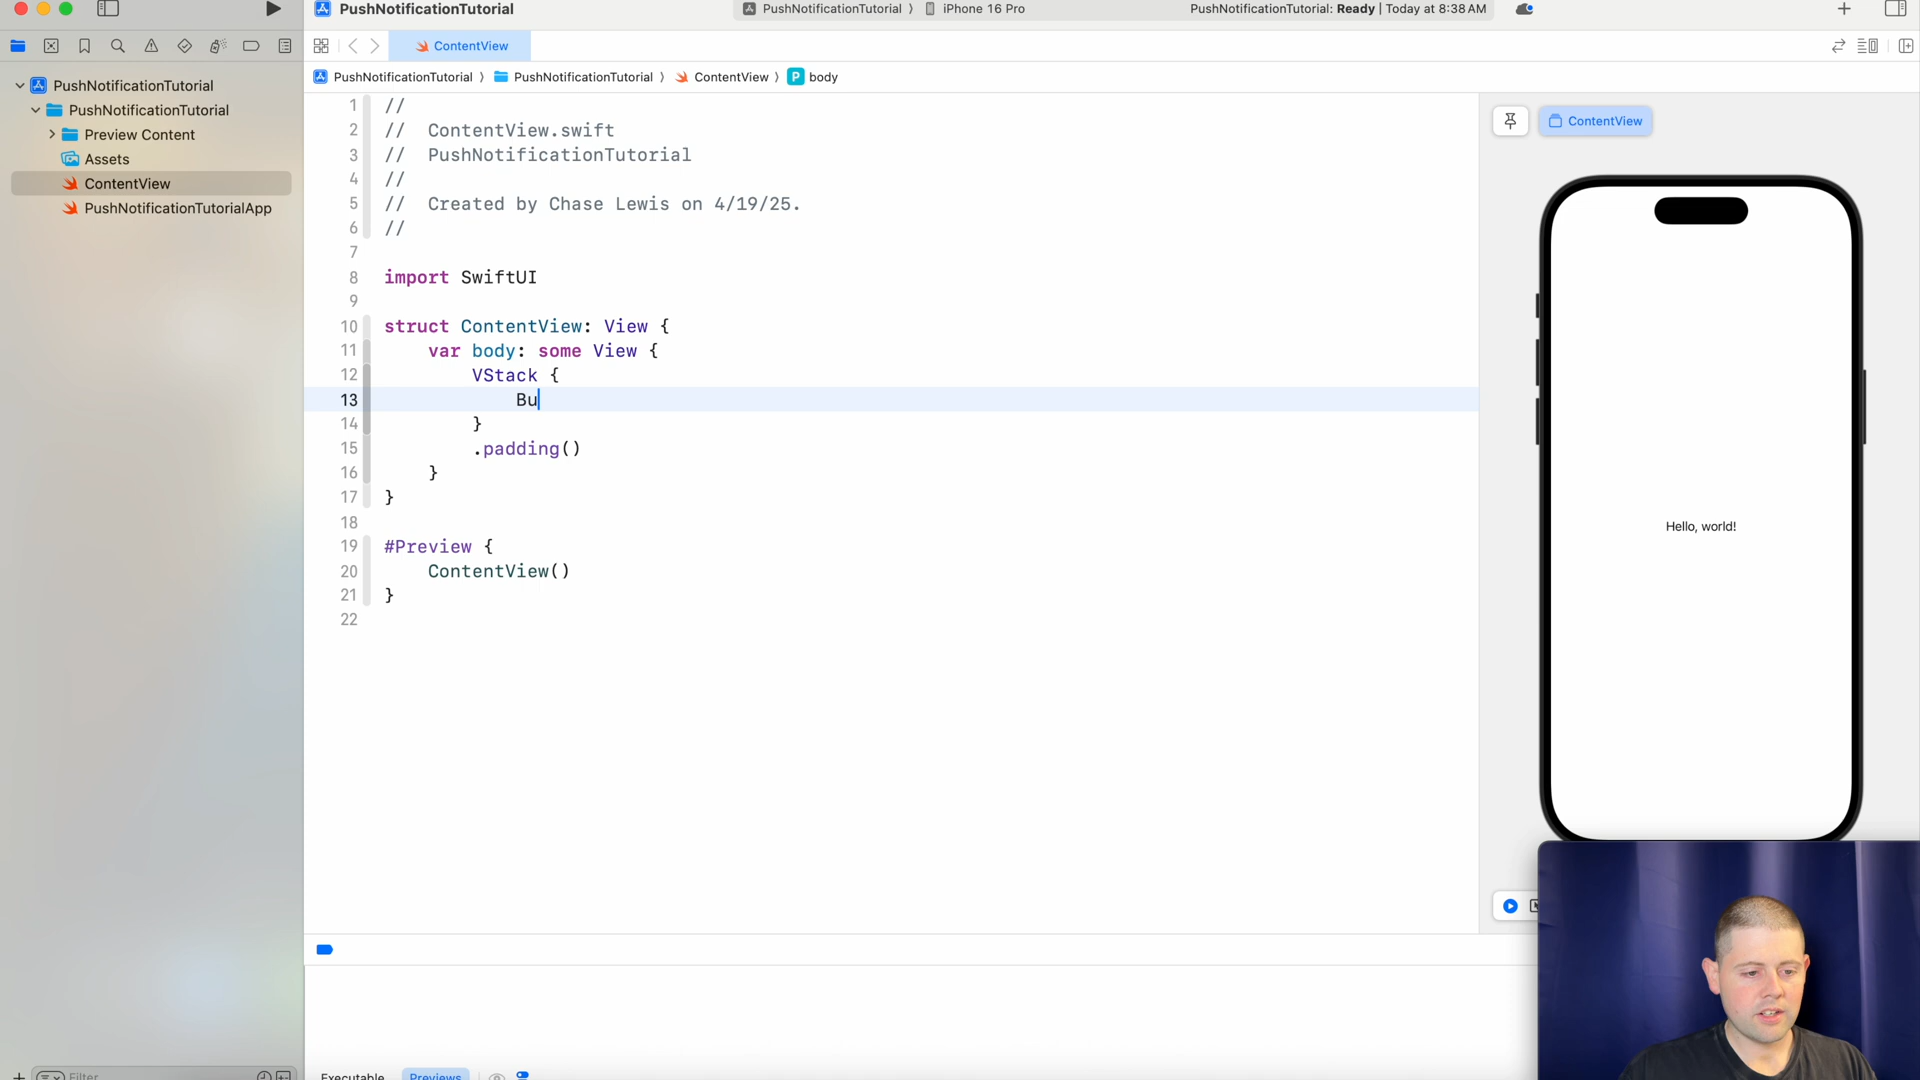 PushNotificationTutorial
PushNotificationTutorial iPhone 16 Pro
PushNotificationTutorial: Ready | Today at 8:38 AM
ContentView
PushNotificationTutorial PushNotificationTutorial ContentView P body
PushNotificationTutorial
PushNotificationTutorial
Preview Content
Assets
ContentView
PushNotificationTutorialApp
1 //
2 // ContentView.swift
3 // PushNotificationTutorial
4 //
5 // Created by Chase Lewis on 4/19/25.
6 //
7
8 import SwiftUI
9
10 struct ContentView: View {
11 var body: some View {
12 VStack {
13 Bu
14 }
15 .padding()
16 }
17 }
18
19 #Preview {
20 ContentView()
21 }
22
ContentView
Hello, world!
Filter
Executable Previews